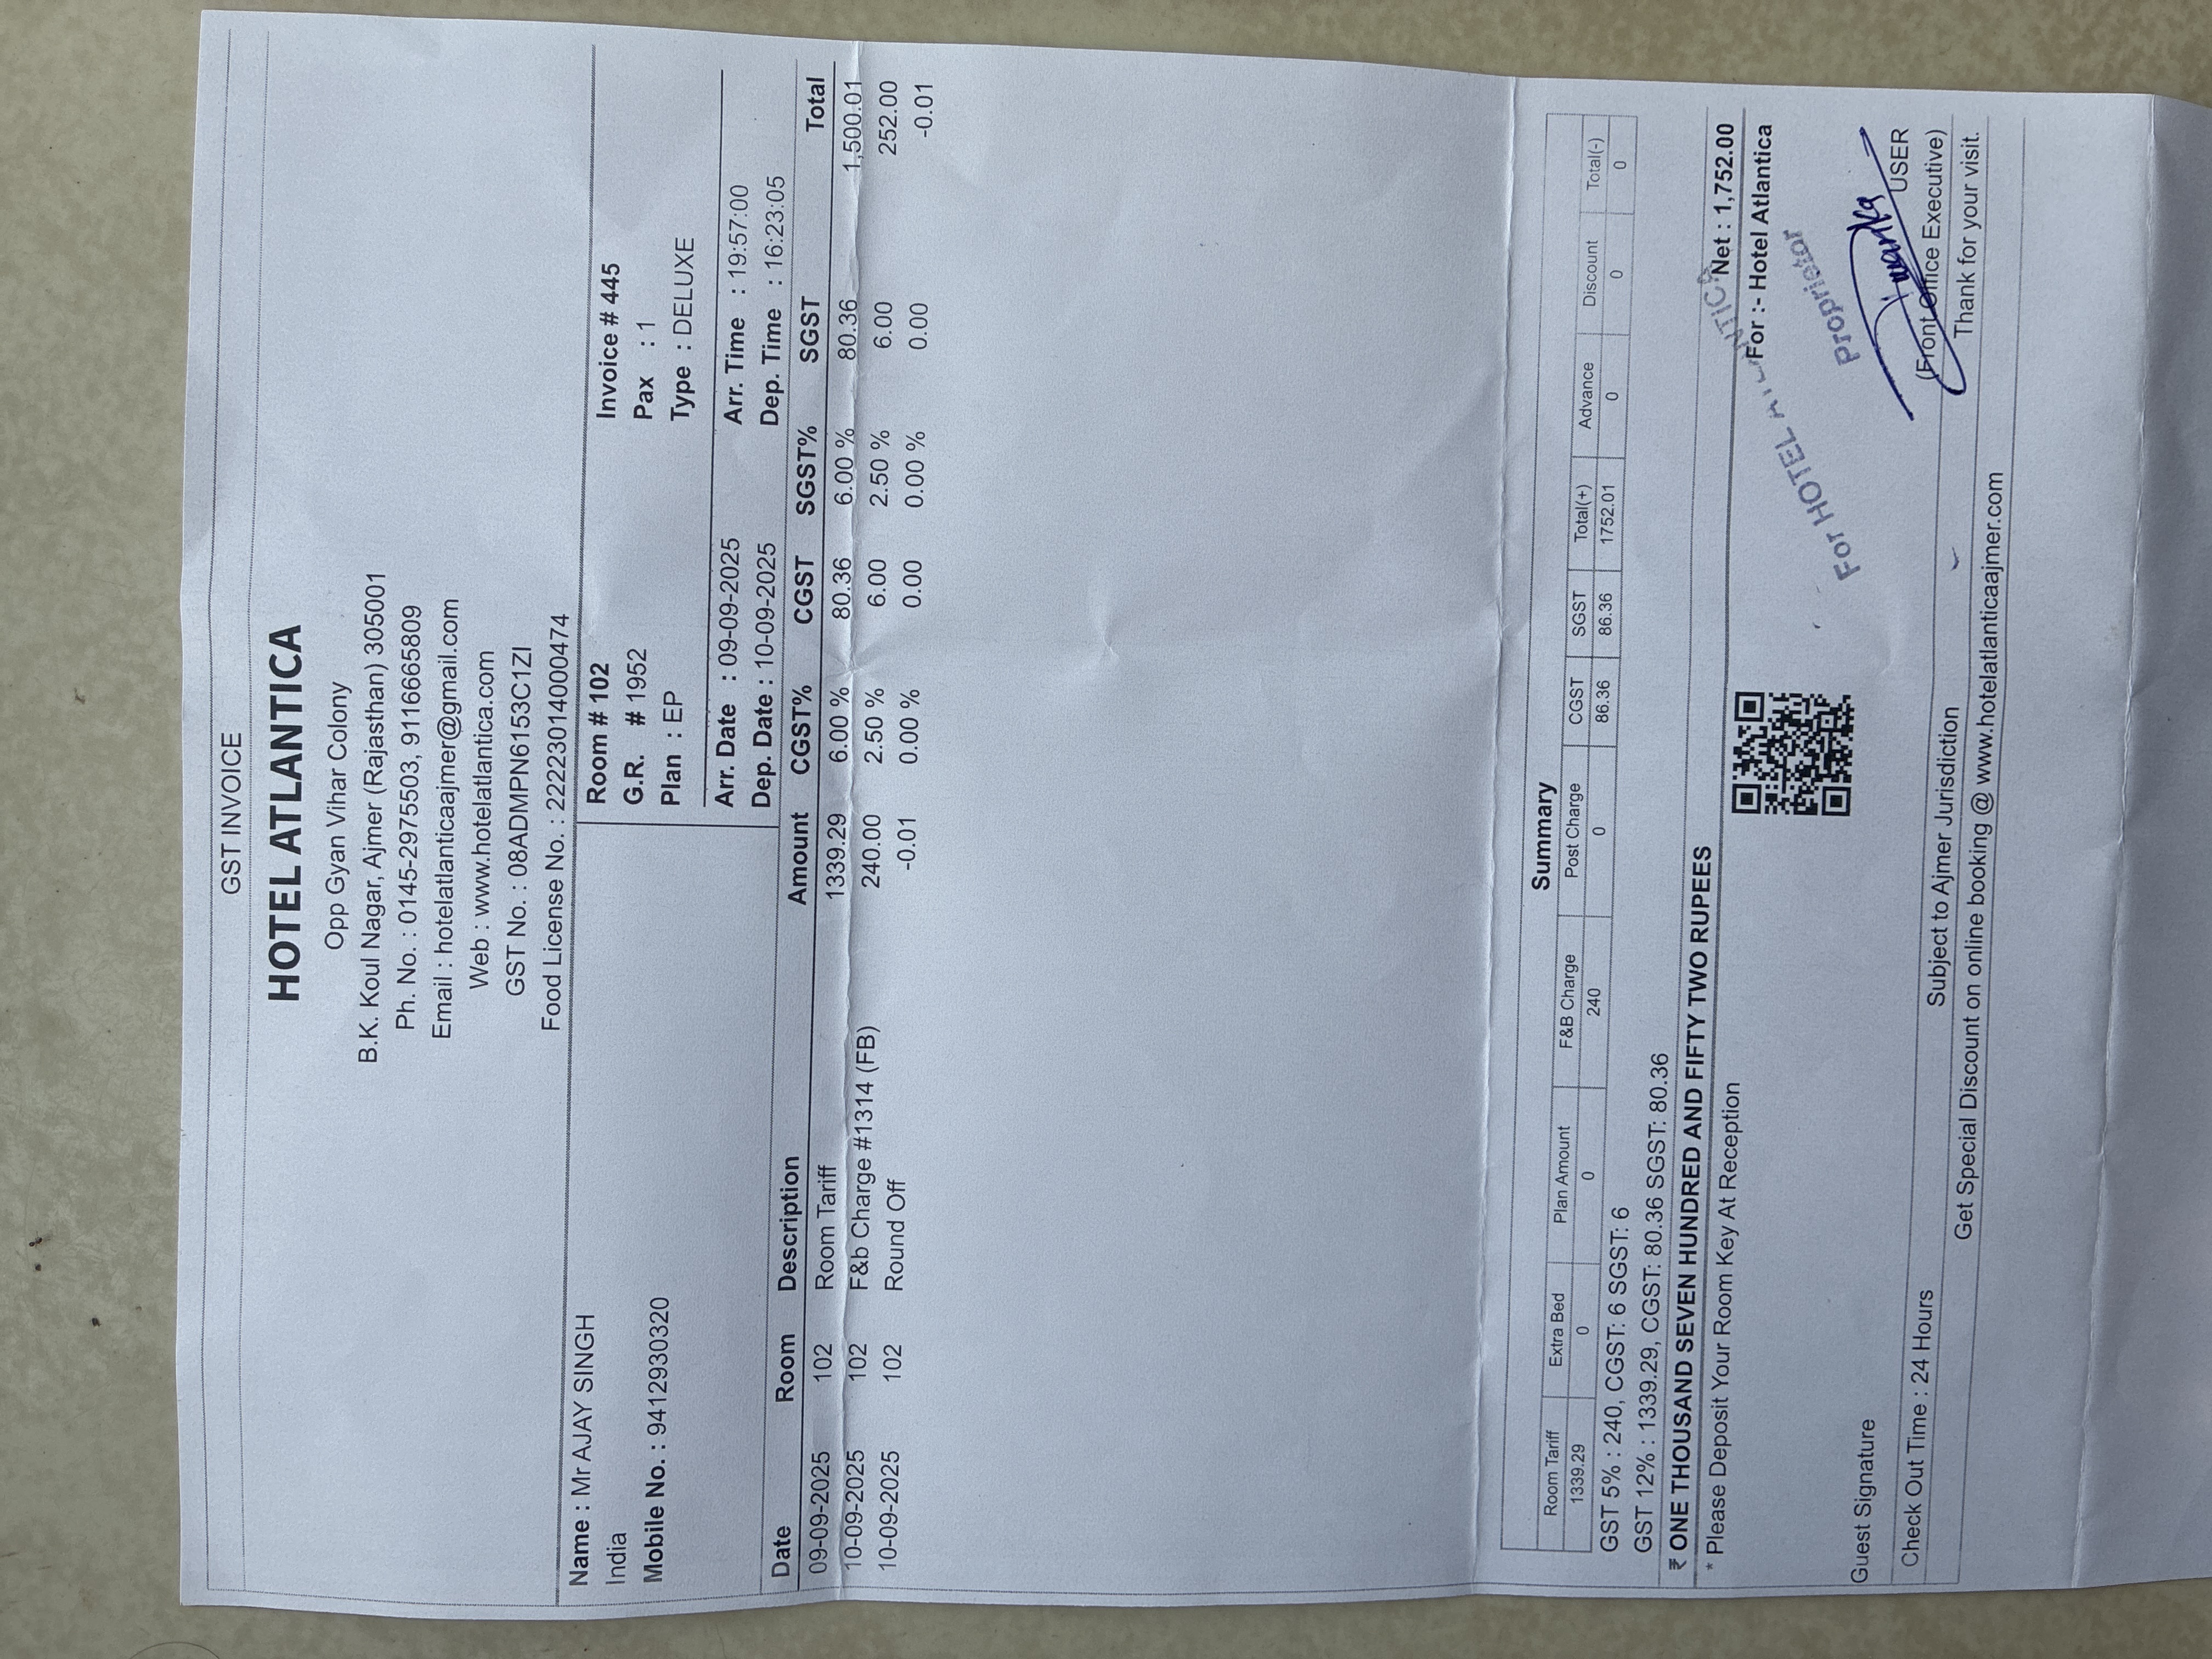 GST INVOICE
HOTEL ATLANTICA
Opp Gyan Vihar Colony
B.K. Koul Nagar, Ajmer (Rajasthan) 305001
Ph. No. : 0145-2975503, 9116665809
Email : hotelatlanticaajmer@gmail.com
Web : www.hotelatlantica.com
GST No. : 08ADMPN6153C1ZI
Food License No. : 22223014000474
Name : Mr AJAY SINGH
India
Mobile No. : 9412930320
Room # 102 Invoice # 445
G.R. # 1952 Pax : 1
Plan : EP Type : DELUXE
Arr. Date : 09-09-2025 Arr. Time : 19:57:00
Dep. Date : 10-09-2025 Dep. Time : 16:23:05
Date Room Description Amount CGST% CGST SGST% SGST Total
09-09-2025 102 Room Tariff 1339.29 6.00 % 80.36 6.00 % 80.36 1,500.01
10-09-2025 102 F&b Charge #1314 (FB) 240.00 2.50 % 6.00 2.50 % 6.00 252.00
10-09-2025 102 Round Off -0.01 0.00 % 0.00 0.00 % 0.00 -0.01
Summary
Room Tariff Extra Bed Plan Amount F&B Charge Post Charge CGST SGST Total(+) Advance Discount Total(-)
1339.29 0 0 240 0 86.36 86.36 1752.01 0 0 0
GST 5% : 240, CGST: 6 SGST: 6
GST 12% : 1339.29, CGST: 80.36 SGST: 80.36
₹ ONE THOUSAND SEVEN HUNDRED AND FIFTY TWO RUPEES Net : 1,752.00
* Please Deposit Your Room Key At Reception For :- Hotel Atlantica
For HOTEL ATLANTICA
Proprietor
Guest Signature USER
(Front Office Executive)
Check Out Time : 24 Hours Subject to Ajmer Jurisdiction Thank for your visit.
Get Special Discount on online booking @ www.hotelatlanticaajmer.com